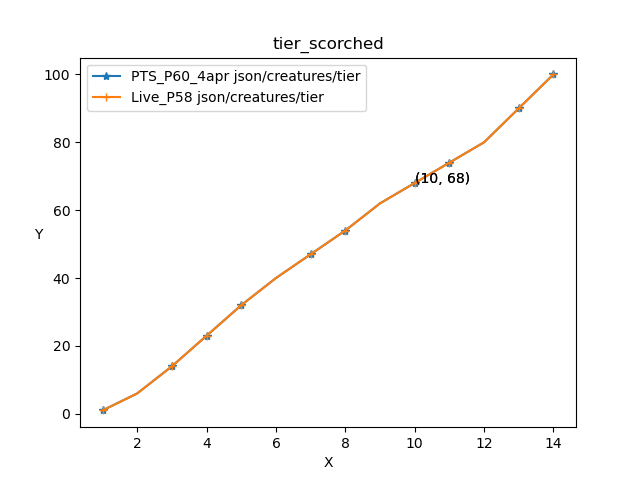 tier_scorched
PTS_P60_4apr json/creatures/tier
Live_P58 json/creatures/tier
100
80
(10, 68)
60
Y
40
20
0
2 4 6 8 10 12 14
X